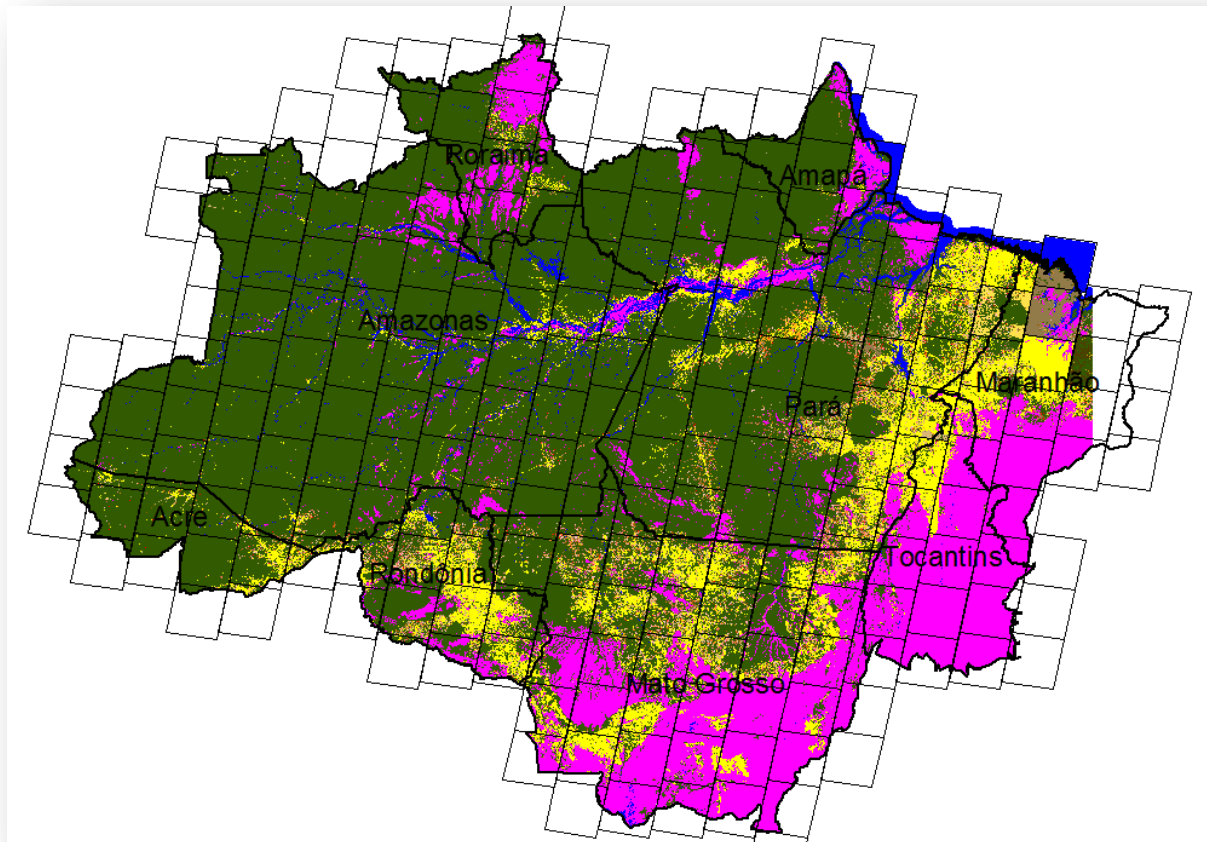 Roraima
Amapá
Amazonas
Maranhão
Pará
Acre
Tocantins
Rondônia
Mato Grosso